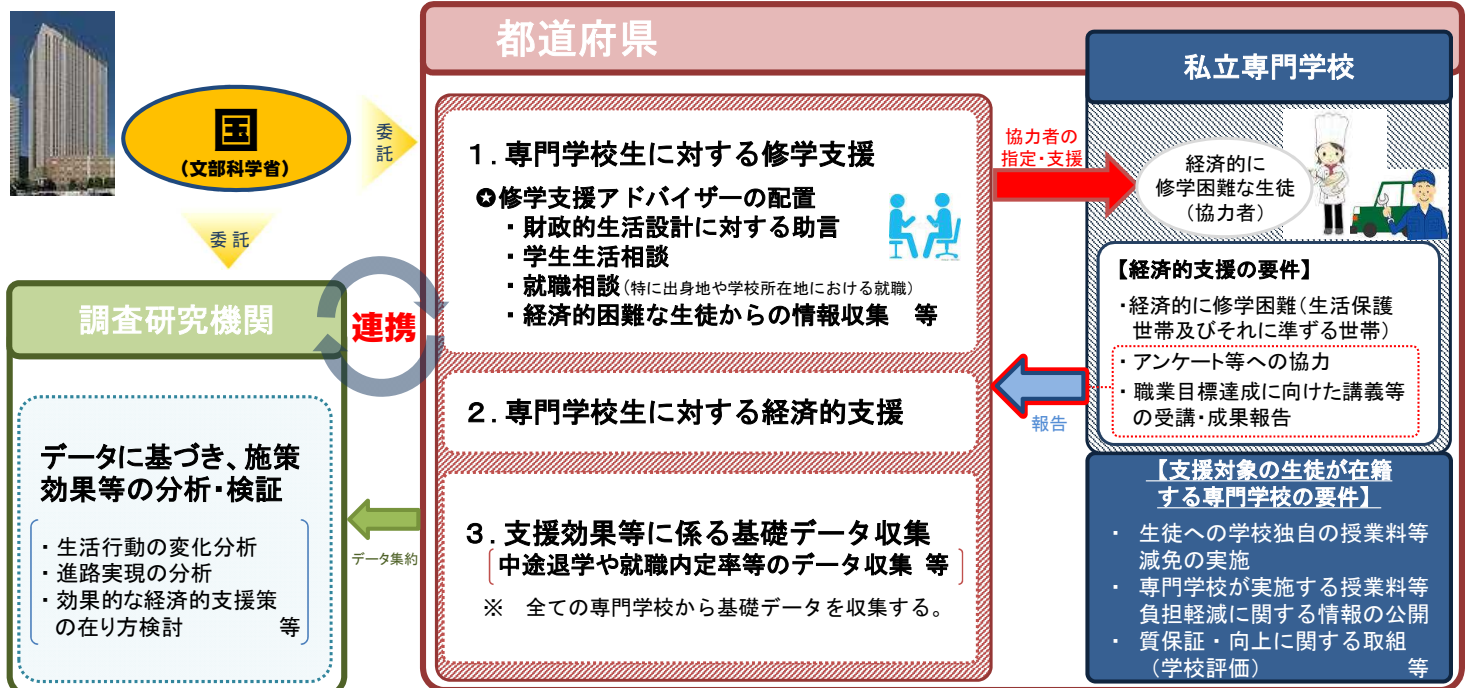 国
(文部科学省)
委託
委託
調査研究機関
データに基づき、施策
効果等の分析・検証
・生活行動の変化分析
・進路実現の分析
・効果的な経済的支援策
の在り方検討　等
連携
データ集約
都道府県
１．専門学校生に対する修学支援
✪修学支援アドバイザーの配置
・財政的生活設計に対する助言
・学生生活相談
・就職相談(特に出身地や学校所在地における就職)
・経済的困難な生徒からの情報収集　等
２．専門学校生に対する経済的支援
３．支援効果等に係る基礎データ収集
中途退学や就職内定率等のデータ収集 等
※　全ての専門学校から基礎データを収集する。
協力者の
指定・支援
報告
私立専門学校
経済的に
修学困難な生徒
（協力者）
【経済的支援の要件】
・経済的に修学困難（生活保護
世帯及びそれに準ずる世帯）
・アンケート等への協力
・職業目標達成に向けた講義等
の受講・成果報告
【支援対象の生徒が在籍
する専門学校の要件】
・ 生徒への学校独自の授業料等
減免の実施
・ 専門学校が実施する授業料等
負担軽減に関する情報の公開
・ 質保証・向上に関する取組
（学校評価）　等